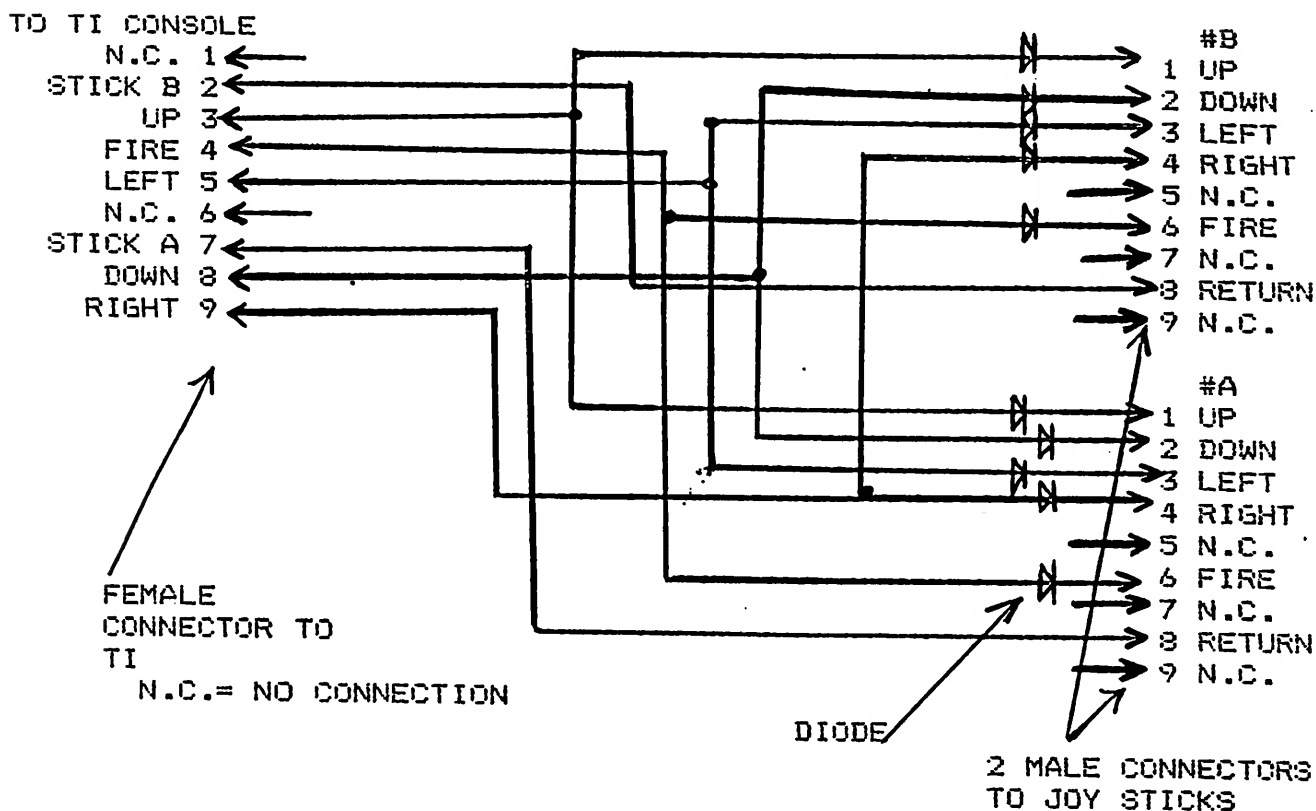 TO TI CONSOLE
N.C. 1
STICK B 2
UP 3
FIRE 4
LEFT 5
N.C. 6
STICK A 7
DOWN 8
RIGHT 9
#B
1 UP
2 DOWN
3 LEFT
4 RIGHT
5 N.C.
6 FIRE
7 N.C.
8 RETURN
9 N.C.
#A
1 UP
2 DOWN
3 LEFT
4 RIGHT
5 N.C.
6 FIRE
7 N.C.
8 RETURN
9 N.C.
FEMALE
CONNECTOR TO
TI
N.C.= NO CONNECTION
DIODE
2 MALE CONNECTORS
TO JOY STICKS